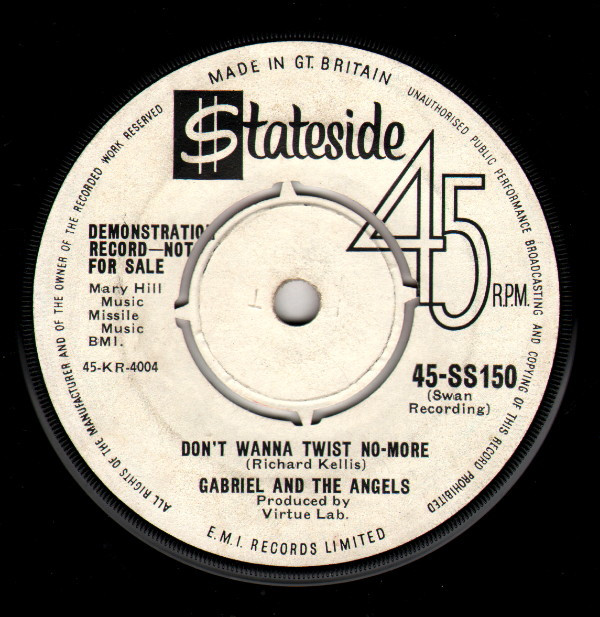 MADE IN GT. BRITAIN
UNAUTHORISED PUBLIC PERFORMANCE BROADCASTING AND COPYING OF THIS RECORD PROHIBITED
ALL RIGHTS OF THE MANUFACTURER AND OF THE OWNER OF THE RECORDED WORK RESERVED
$tateside
45
R.P.M.
DEMONSTRATION
RECORD—NOT
FOR SALE
Mary Hill
Music
Missile
Music
BMI.
45-KR-4004
45-SS150
(Swan
Recording)
DON'T WANNA TWIST NO-MORE
(Richard Kellis)
GABRIEL AND THE ANGELS
Produced by
Virtue Lab.
E.M.I. RECORDS LIMITED